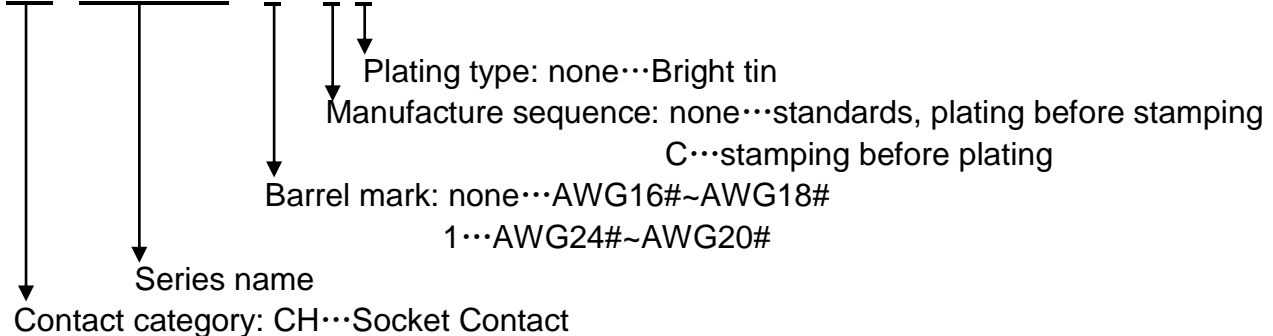 Plating type: none⋯Bright tin
Manufacture sequence: none⋯standards, plating before stamping
C⋯stamping before plating
Barrel mark: none⋯AWG16#~AWG18#
1⋯AWG24#~AWG20#
Series name
Contact category: CH⋯Socket Contact